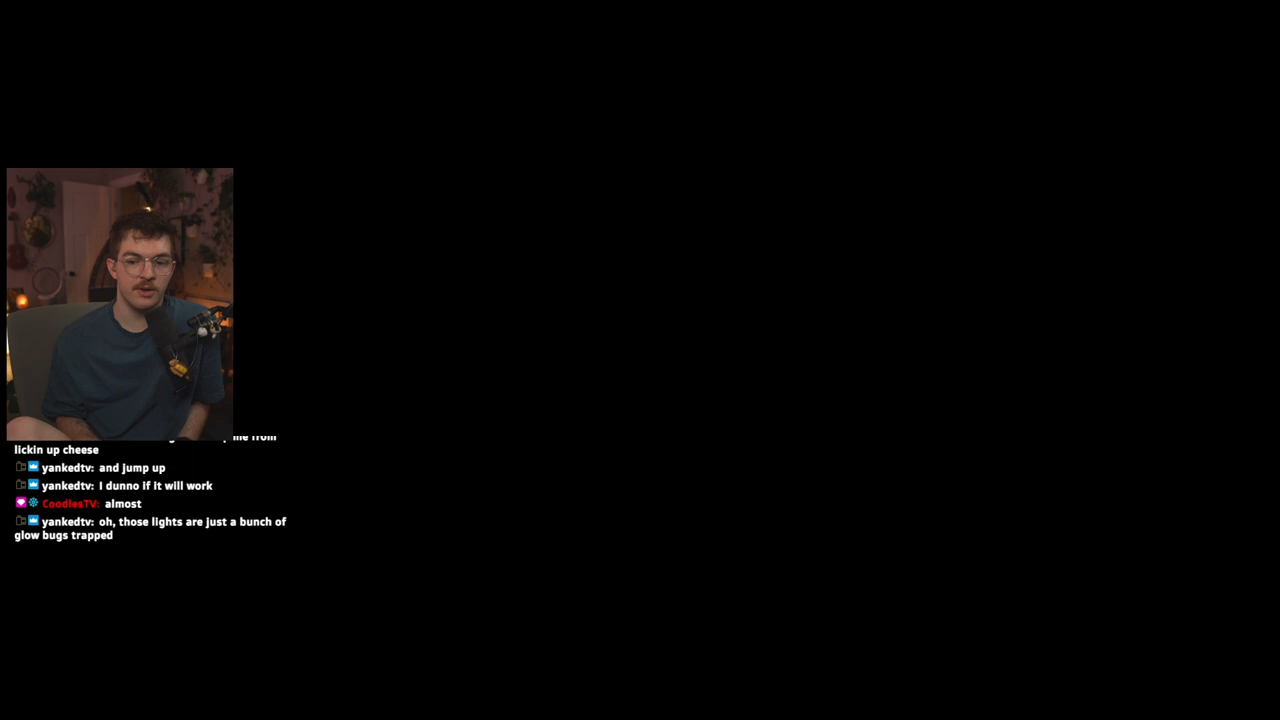 me from
lickin up cheese
yankedtv: and jump up
yankedtv: I dunno if it will work
CoodlesTV: almost
yankedtv: oh, those lights are just a bunch of
glow bugs trapped